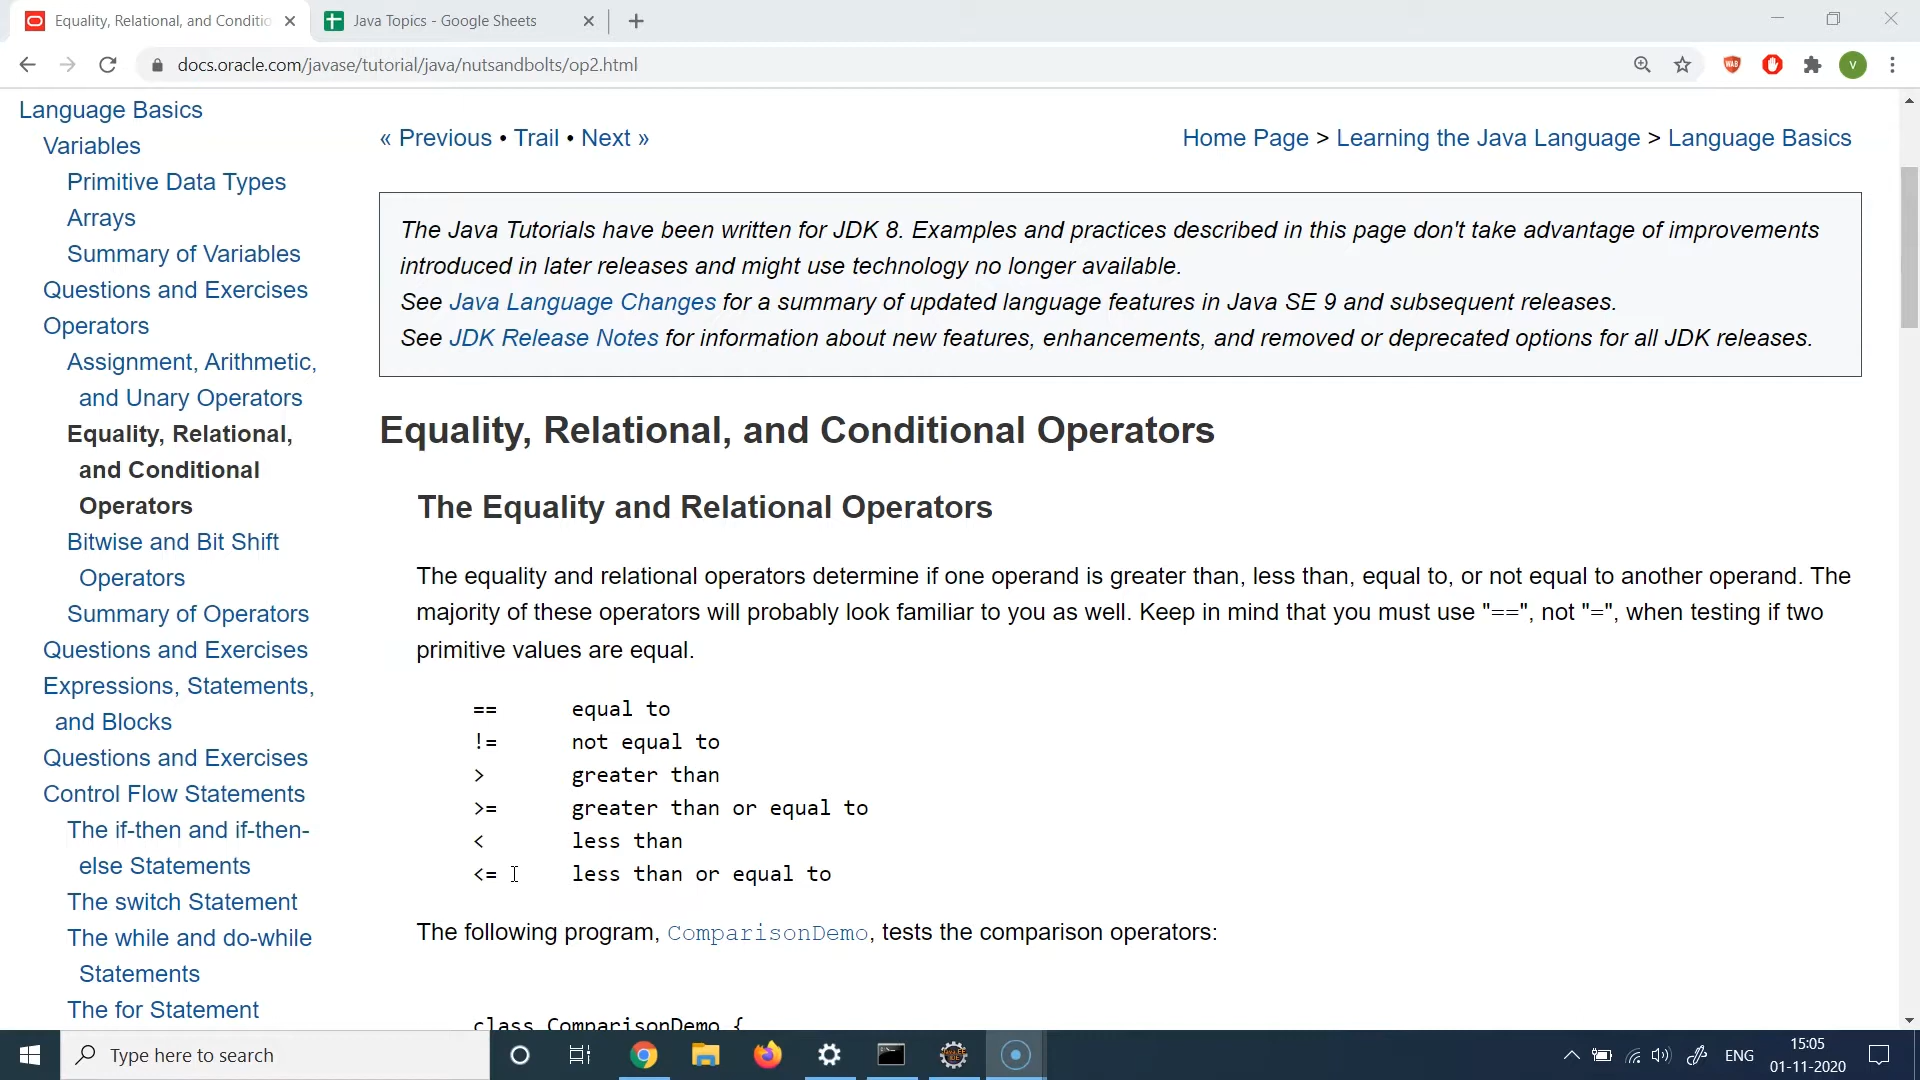 Equality, Relational, and Conditio
Java Topics - Google Sheets
docs.oracle.com/javase/tutorial/java/nutsandbolts/op2.html
V
Language Basics
Variables
Primitive Data Types
Arrays
Summary of Variables
Questions and Exercises
Operators
Assignment, Arithmetic,
and Unary Operators
Equality, Relational,
and Conditional
Operators
Bitwise and Bit Shift
Operators
Summary of Operators
Questions and Exercises
Expressions, Statements,
and Blocks
Questions and Exercises
Control Flow Statements
The if-then and if-then-
else Statements
The switch Statement
The while and do-while
Statements
The for Statement
« Previous • Trail • Next »
Home Page > Learning the Java Language > Language Basics
The Java Tutorials have been written for JDK 8. Examples and practices described in this page don't take advantage of improvements
introduced in later releases and might use technology no longer available.
See Java Language Changes for a summary of updated language features in Java SE 9 and subsequent releases.
See JDK Release Notes for information about new features, enhancements, and removed or deprecated options for all JDK releases.
Equality, Relational, and Conditional Operators
The Equality and Relational Operators
The equality and relational operators determine if one operand is greater than, less than, equal to, or not equal to another operand. The
majority of these operators will probably look familiar to you as well. Keep in mind that you must use "==", not "=", when testing if two
primitive values are equal.
== equal to
!= not equal to
> greater than
>= greater than or equal to
< less than
<= less than or equal to
The following program, ComparisonDemo, tests the comparison operators:
class ComparisonDemo {
Type here to search
ENG
15:05
01-11-2020